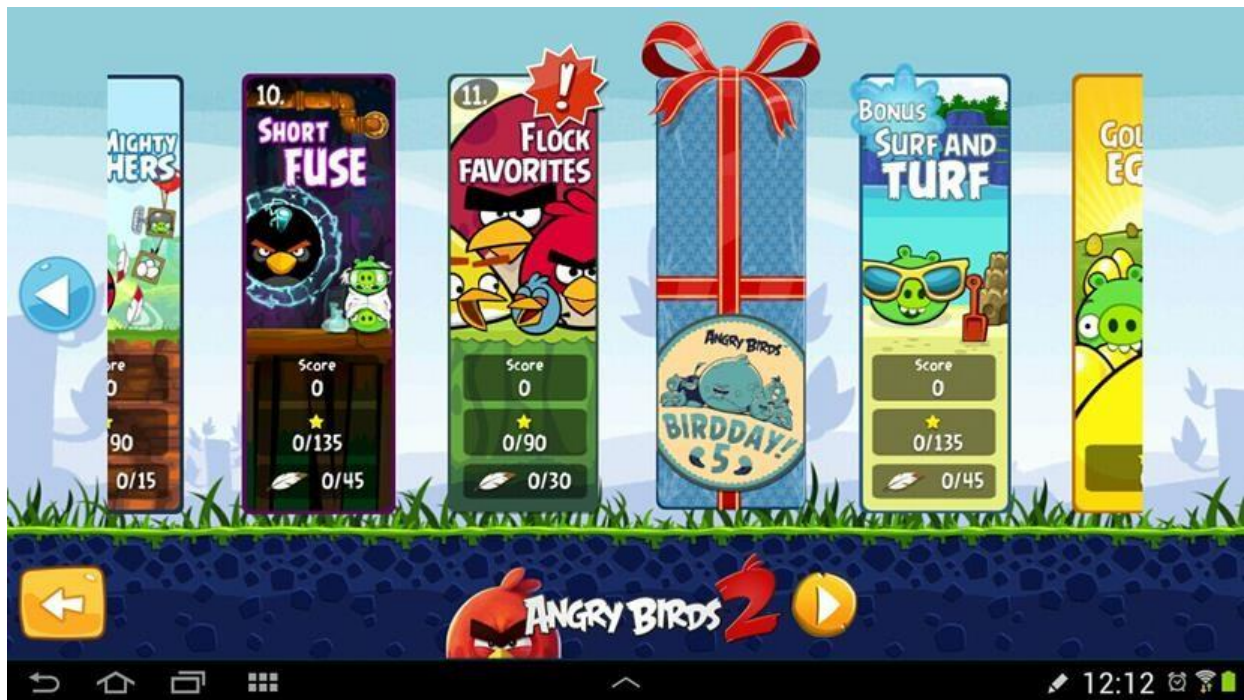 MIGHTY
HERS
ore
0
90
0/15
10.
SHORT
FUSE
Score
0
0/135
0/45
11.
!
FLOCK
FAVORITES
Score
0
0/90
0/30
ANGRY BIRDS
BIRDDAY!
5
BONUS
SURF AND
TURF
Score
0
0/135
0/45
GOL
EG
ANGRY BIRDS 2
12:12